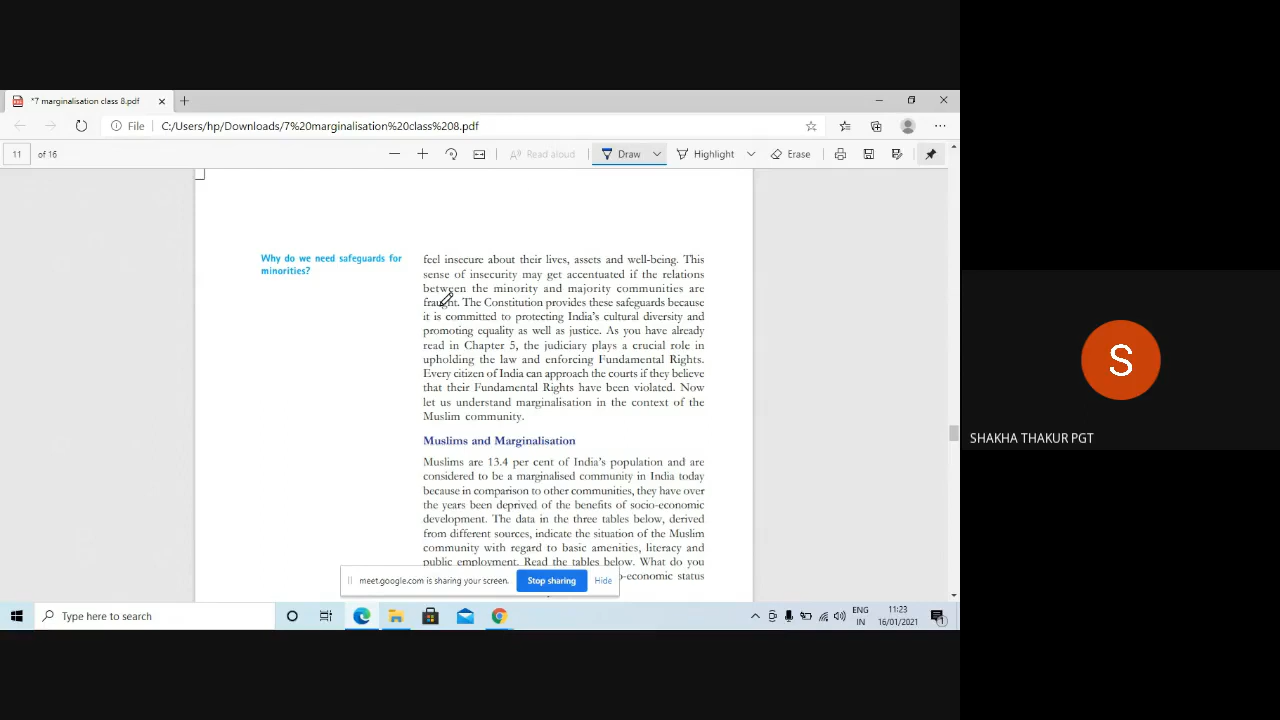 *7 marginalisation class 8.pdf
File C:/Users/hp/Downloads/7%20marginalisation%20class%208.pdf
11 of 16 Read aloud Draw Highlight Erase
Why do we need safeguards for
minorities?
feel insecure about their lives, assets and well-being. This
sense of insecurity may get accentuated if the relations
between the minority and majority communities are
fraught. The Constitution provides these safeguards because
it is committed to protecting India's cultural diversity and
promoting equality as well as justice. As you have already
read in Chapter 5, the judiciary plays a crucial role in
upholding the law and enforcing Fundamental Rights.
Every citizen of India can approach the courts if they believe
that their Fundamental Rights have been violated. Now
let us understand marginalisation in the context of the
Muslim community.
Muslims and Marginalisation
Muslims are 13.4 per cent of India's population and are
considered to be a marginalised community in India today
because in comparison to other communities, they have over
the years been deprived of the benefits of socio-economic
development. The data in the three tables below, derived
from different sources, indicate the situation of the Muslim
community with regard to basic amenities, literacy and
public employment. Read the tables below. What do you
o-economic status
meet.google.com is sharing your screen. Stop sharing Hide
Type here to search
ENG
IN
11:23
16/01/2021
1
S
SHAKHA THAKUR PGT